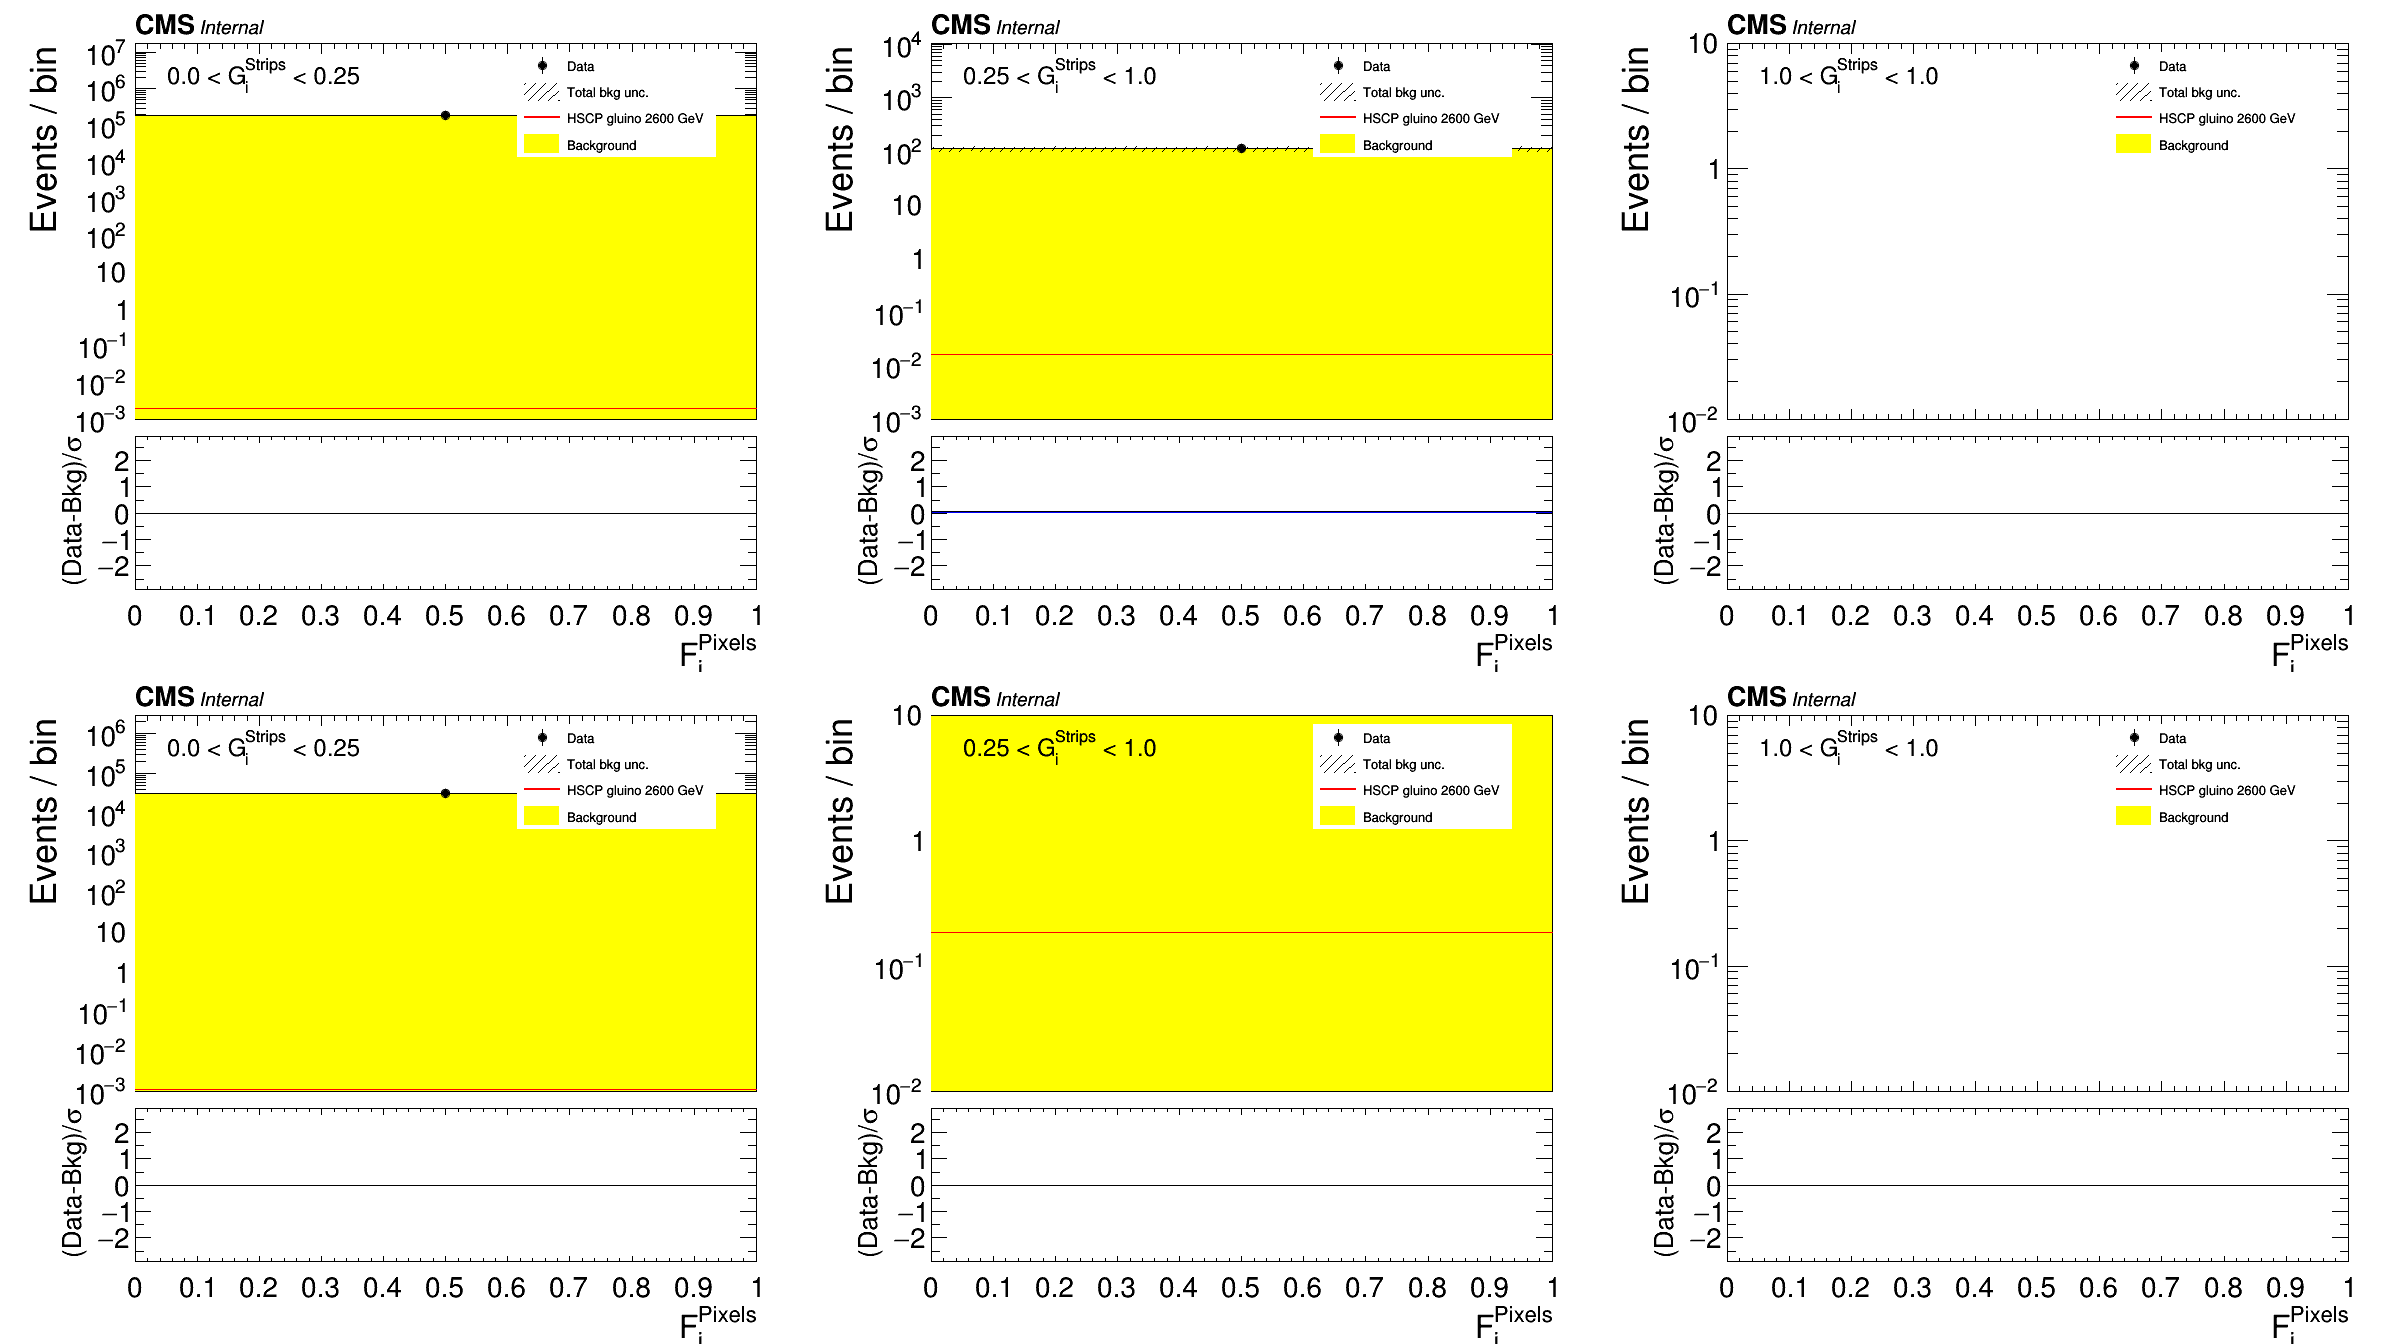 CMS Internal
Events / bin
10^7
10^6
10^5
10^4
10^3
10^2
10
1
10^−1
10^−2
10^−3
0.0 < G_i^Strips < 0.25
Data
Total bkg unc.
HSCP gluino 2600 GeV
Background
(Data-Bkg)/σ
2
1
0
−1
−2
0 0.1 0.2 0.3 0.4 0.5 0.6 0.7 0.8 0.9 1
F_i^Pixels
CMS Internal
Events / bin
10^4
10^3
10^2
10
1
10^−1
10^−2
10^−3
0.25 < G_i^Strips < 1.0
Data
Total bkg unc.
HSCP gluino 2600 GeV
Background
(Data-Bkg)/σ
2
1
0
−1
−2
0 0.1 0.2 0.3 0.4 0.5 0.6 0.7 0.8 0.9 1
F_i^Pixels
CMS Internal
Events / bin
10
1
10^−1
10^−2
1.0 < G_i^Strips < 1.0
Data
Total bkg unc.
HSCP gluino 2600 GeV
Background
(Data-Bkg)/σ
2
1
0
−1
−2
0 0.1 0.2 0.3 0.4 0.5 0.6 0.7 0.8 0.9 1
F_i^Pixels
CMS Internal
Events / bin
10^6
10^5
10^4
10^3
10^2
10
1
10^−1
10^−2
10^−3
0.0 < G_i^Strips < 0.25
Data
Total bkg unc.
HSCP gluino 2600 GeV
Background
(Data-Bkg)/σ
2
1
0
−1
−2
0 0.1 0.2 0.3 0.4 0.5 0.6 0.7 0.8 0.9 1
F_i^Pixels
CMS Internal
Events / bin
10
1
10^−1
10^−2
0.25 < G_i^Strips < 1.0
Data
Total bkg unc.
HSCP gluino 2600 GeV
Background
(Data-Bkg)/σ
2
1
0
−1
−2
0 0.1 0.2 0.3 0.4 0.5 0.6 0.7 0.8 0.9 1
F_i^Pixels
CMS Internal
Events / bin
10
1
10^−1
10^−2
1.0 < G_i^Strips < 1.0
Data
Total bkg unc.
HSCP gluino 2600 GeV
Background
(Data-Bkg)/σ
2
1
0
−1
−2
0 0.1 0.2 0.3 0.4 0.5 0.6 0.7 0.8 0.9 1
F_i^Pixels